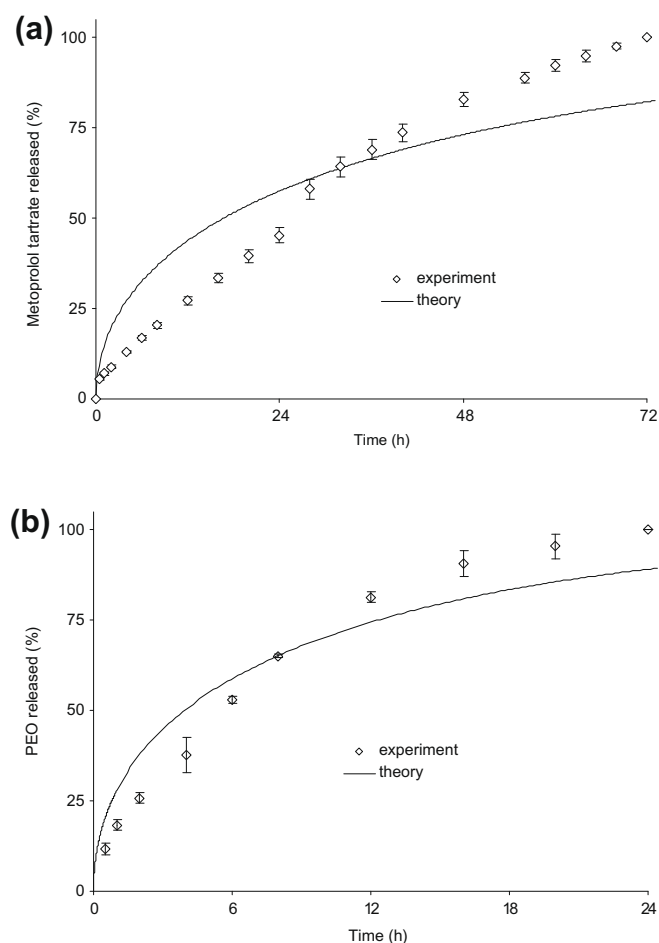 (a)
100
75
50
25
0
Metoprolol tartrate released (%)
experiment
theory
0 24 48 72
Time (h)
(b)
100
75
50
25
0
PEO released (%)
experiment
theory
0 6 12 18 24
Time (h)